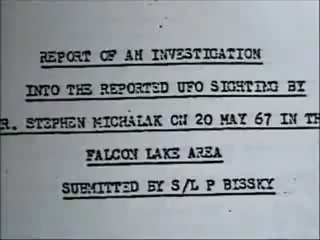 REPORT OF AN INVESTIGATION
INTO THE REPORTED UFO SIGHTING BY
R. STEPHEN MICHALAK ON 20 MAY 67 IN TH
FALCON LAKE AREA
SUBMITTED BY S/L P BISSKY